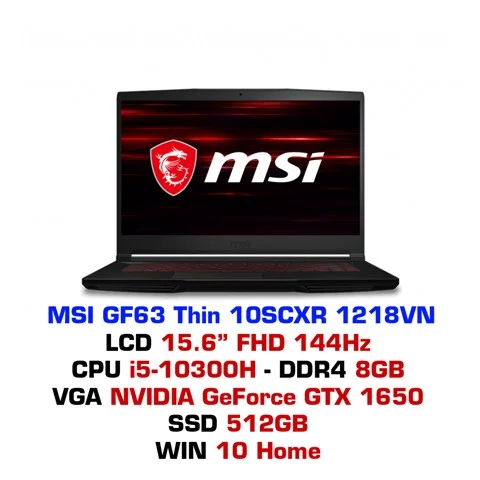 msi
MSI GF63 Thin 10SCXR 1218VN
LCD 15.6” FHD 144Hz
CPU i5-10300H - DDR4 8GB
VGA NVIDIA GeForce GTX 1650
SSD 512GB
WIN 10 Home